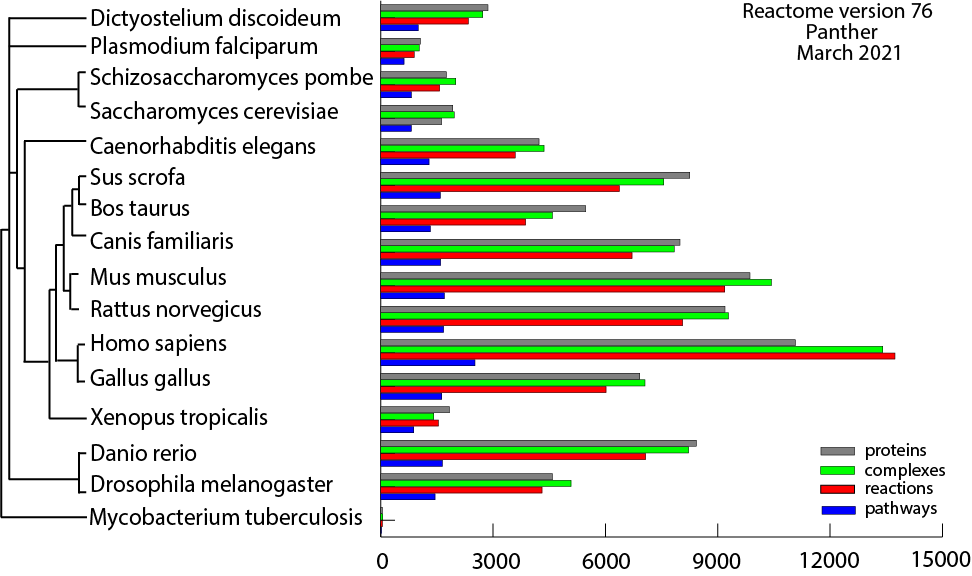 Dictyostelium discoideum
Plasmodium falciparum
Schizosaccharomyces pombe
Saccharomyces cerevisiae
Caenorhabditis elegans
Sus scrofa
Bos taurus
Canis familiaris
Mus musculus
Rattus norvegicus
Homo sapiens
Gallus gallus
Xenopus tropicalis
Danio rerio
Drosophila melanogaster
Mycobacterium tuberculosis
Reactome version 76
Panther
March 2021
proteins
complexes
reactions
pathways
0 3000 6000 9000 12000 15000